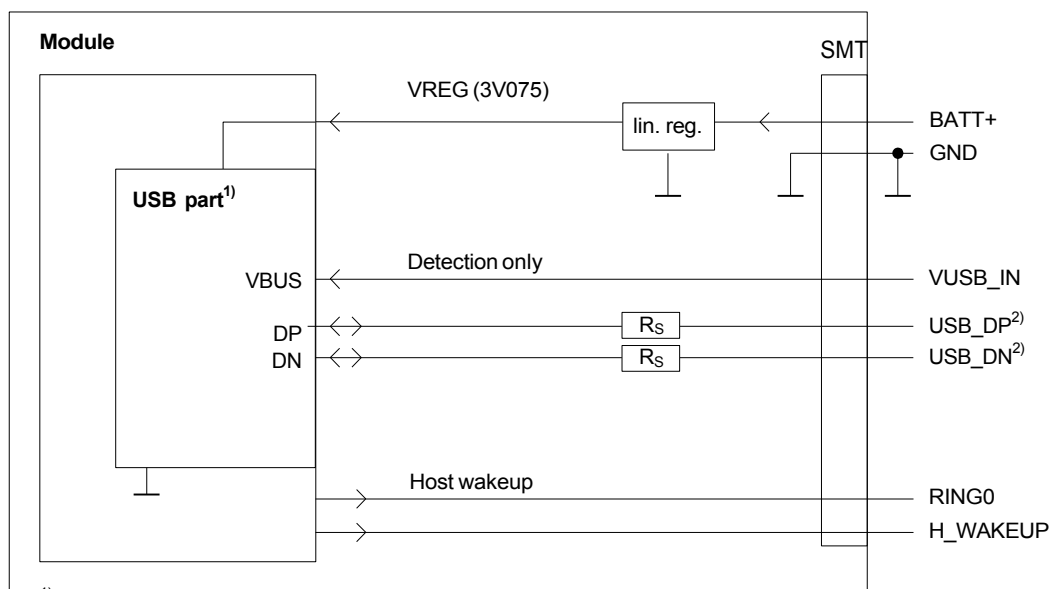 Module
SMT
VREG (3V075)
lin. reg.
BATT+
GND
USB part1)
Detection only
VBUS
VUSB_IN
DP
RS
USB_DP2)
DN
RS
USB_DN2)
Host wakeup
RING0
H_WAKEUP